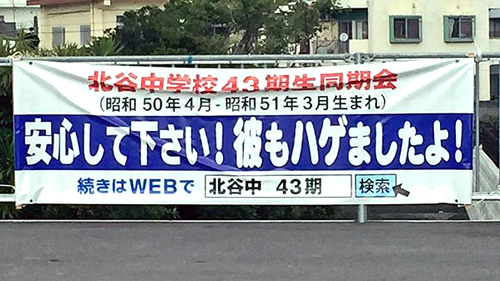 北谷中学校43期生同期会
(昭和50年4月-昭和51年3月生まれ)
安心して下さい!彼もハゲましたよ!
続きはWEBで 北谷中 43期 検索